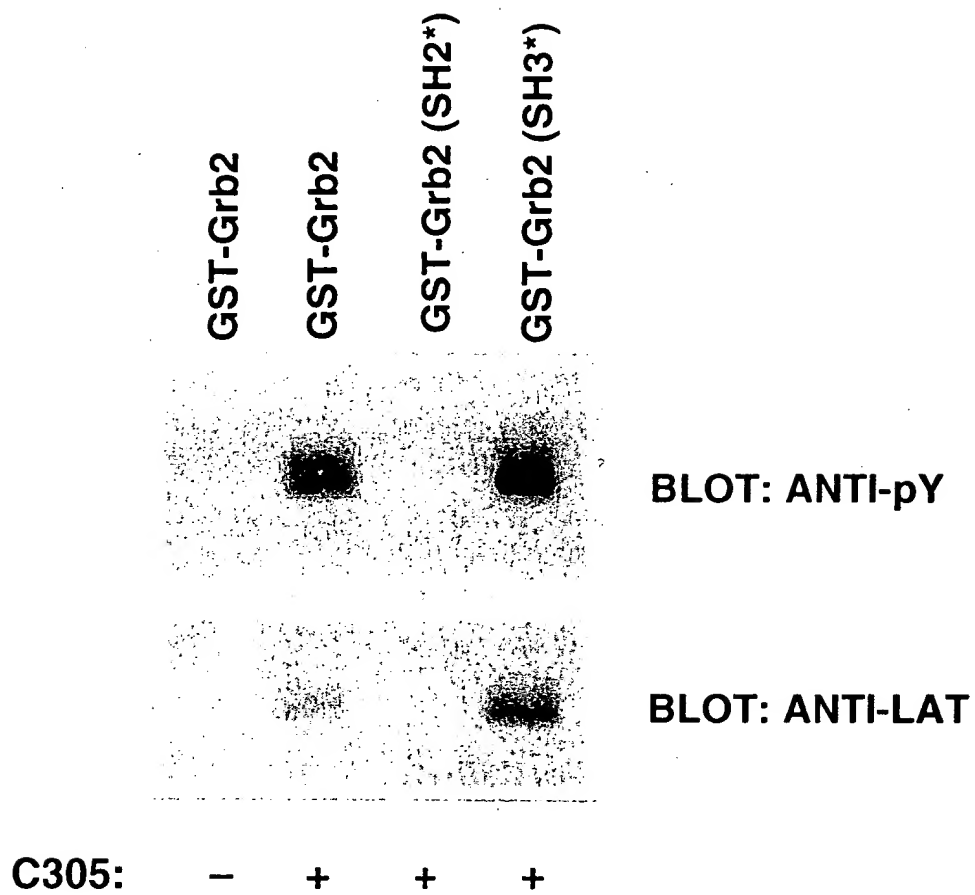 GST-Grb2
GST-Grb2
GST-Grb2 (SH2*)
GST-Grb2 (SH3*)
BLOT: ANTI-pY
BLOT: ANTI-LAT
C305: – + + +